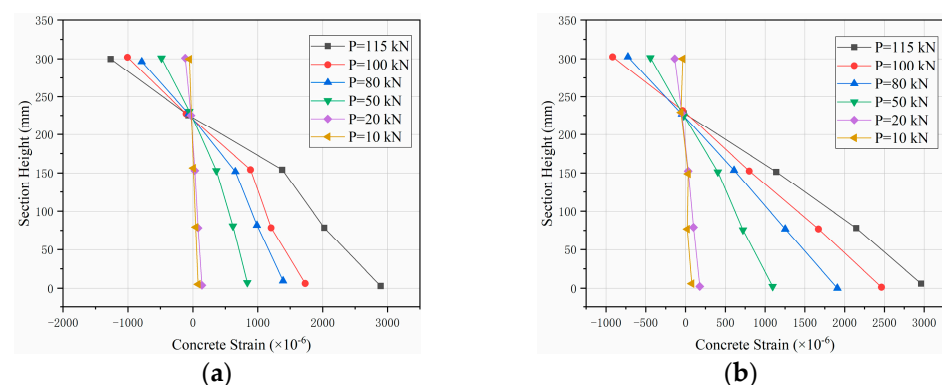 350
300
250
200
150
100
50
0
Section Height (mm)
P=115 kN
P=100 kN
P=80 kN
P=50 kN
P=20 kN
P=10 kN
-2000 -1000 0 1000 2000 3000
Concrete Strain (×10⁻⁶)
(a)
350
300
250
200
150
100
50
0
Section Height (mm)
P=115 kN
P=100 kN
P=80 kN
P=50 kN
P=20 kN
P=10 kN
-1000 -500 0 500 1000 1500 2000 2500 3000
Concrete Strain (×10⁻⁶)
(b)